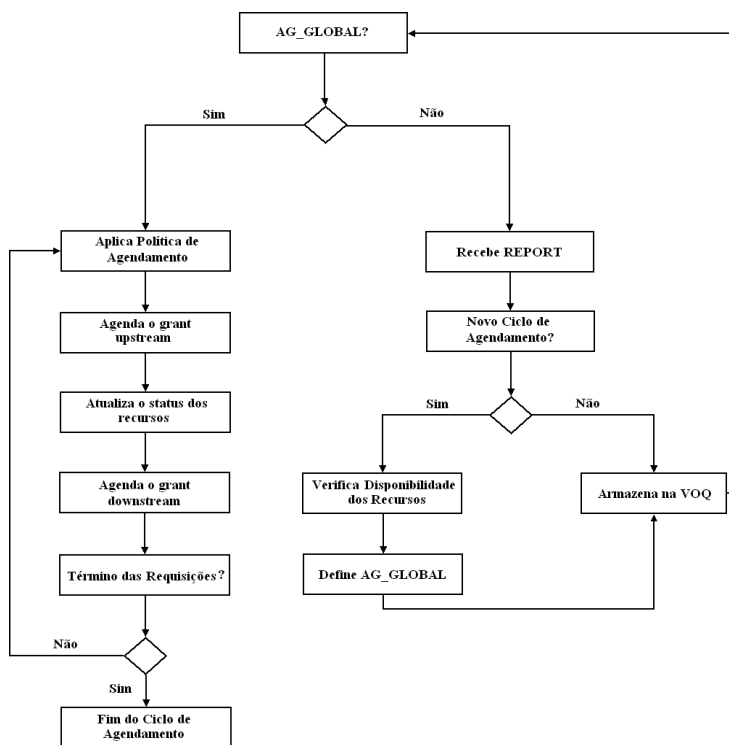 AG_GLOBAL?
Sim
Não
Aplica Política de
Agendamento
Agenda o grant
upstream
Atualiza o status dos
recursos
Agenda o grant
downstream
Término das Requisições?
Não
Sim
Fim do Ciclo de
Agendamento
Recebe REPORT
Novo Ciclo de
Agendamento?
Sim
Não
Verifica Disponibilidade
dos Recursos
Define AG_GLOBAL
Armazena na VOQ